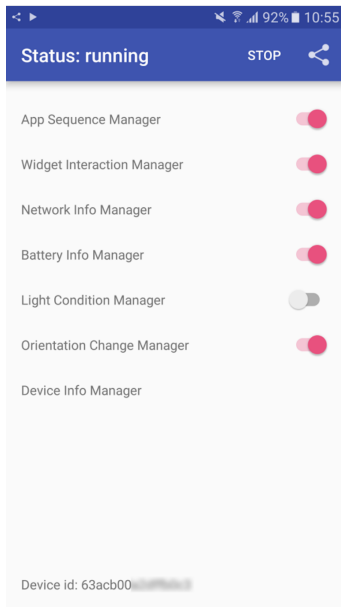 92% 10:55
Status: running STOP
App Sequence Manager
Widget Interaction Manager
Network Info Manager
Battery Info Manager
Light Condition Manager
Orientation Change Manager
Device Info Manager
Device id: 63acb00